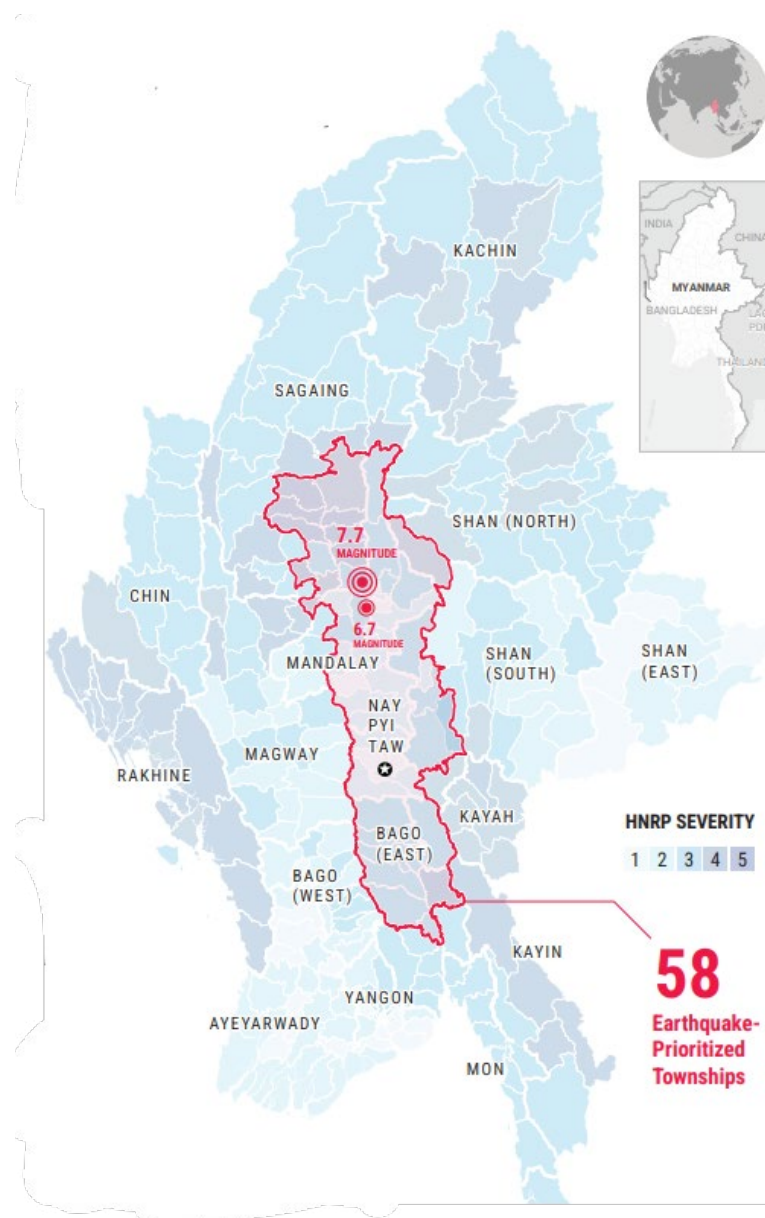 INDIA
CHINA
MYANMAR
BANGLADESH
KACHIN
SAGAING
SHAN (NORTH)
7.7
MAGNITUDE
CHIN
6.7
MAGNITUDE
MANDALAY
SHAN
(SOUTH)
SHAN
(EAST)
NAY
PYI
TAW
MAGWAY
RAKHINE
KAYAH
BAGO
(EAST)
HNRP SEVERITY
1 2 3 4 5
BAGO
(WEST)
KAYIN
58
Earthquake-
Prioritized
Townships
YANGON
AYEYARWADY
MON